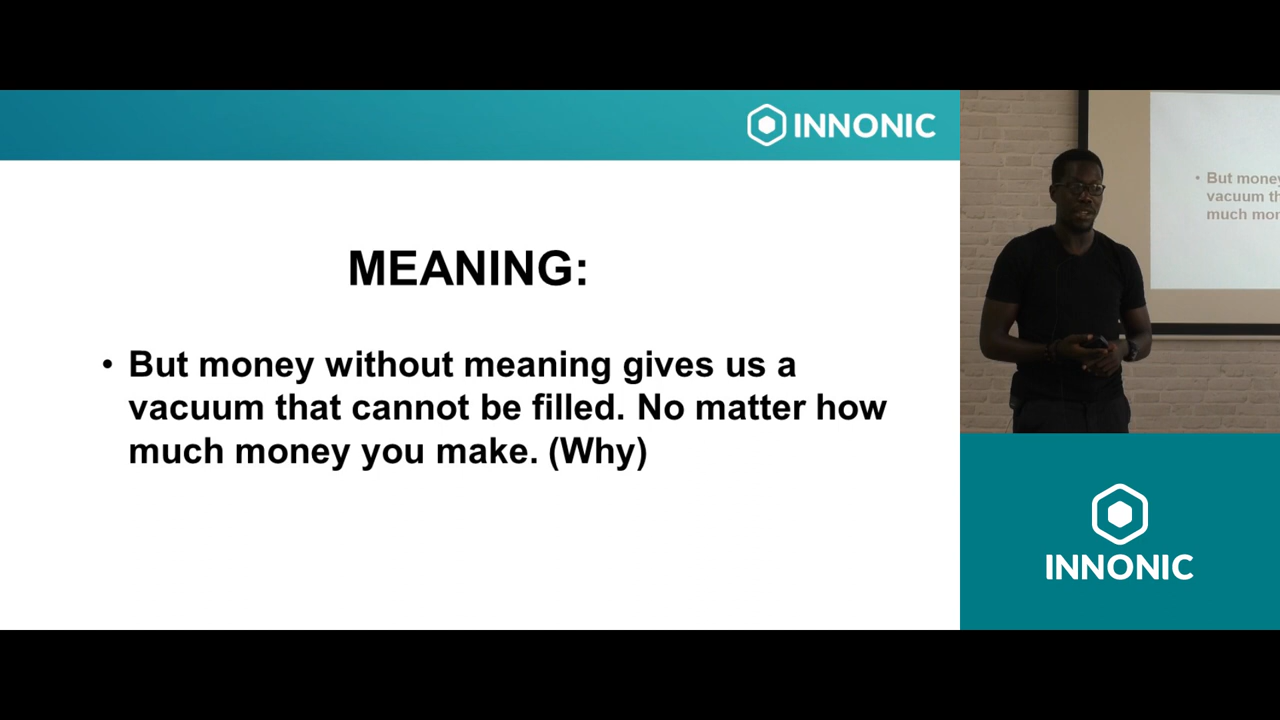 INNONIC
MEANING:
• But money without meaning gives us a
vacuum that cannot be filled. No matter how
much money you make. (Why)
• But money
vacuum th
much mor
INNONIC